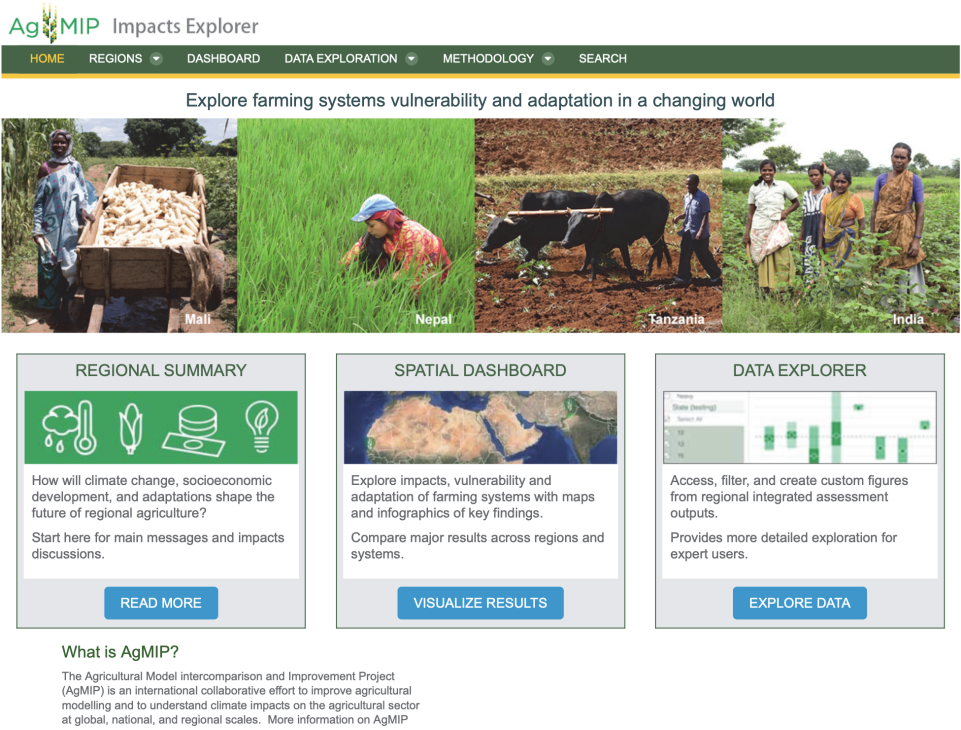 AgMIP Impacts Explorer
HOME REGIONS DASHBOARD DATA EXPLORATION METHODOLOGY SEARCH
Explore farming systems vulnerability and adaptation in a changing world
Mali Nepal Tanzania India
REGIONAL SUMMARY
How will climate change, socioeconomic
development, and adaptations shape the
future of regional agriculture?
Start here for main messages and impacts
discussions.
READ MORE
SPATIAL DASHBOARD
Explore impacts, vulnerability and
adaptation of farming systems with maps
and infographics of key findings.
Compare major results across regions and
systems.
VISUALIZE RESULTS
DATA EXPLORER
State (testing)
Select All
Access, filter, and create custom figures
from regional integrated assessment
outputs.
Provides more detailed exploration for
expert users.
EXPLORE DATA
What is AgMIP?
The Agricultural Model intercomparison and Improvement Project
(AgMIP) is an international collaborative effort to improve agricultural
modelling and to understand climate impacts on the agricultural sector
at global, national, and regional scales. More information on AgMIP